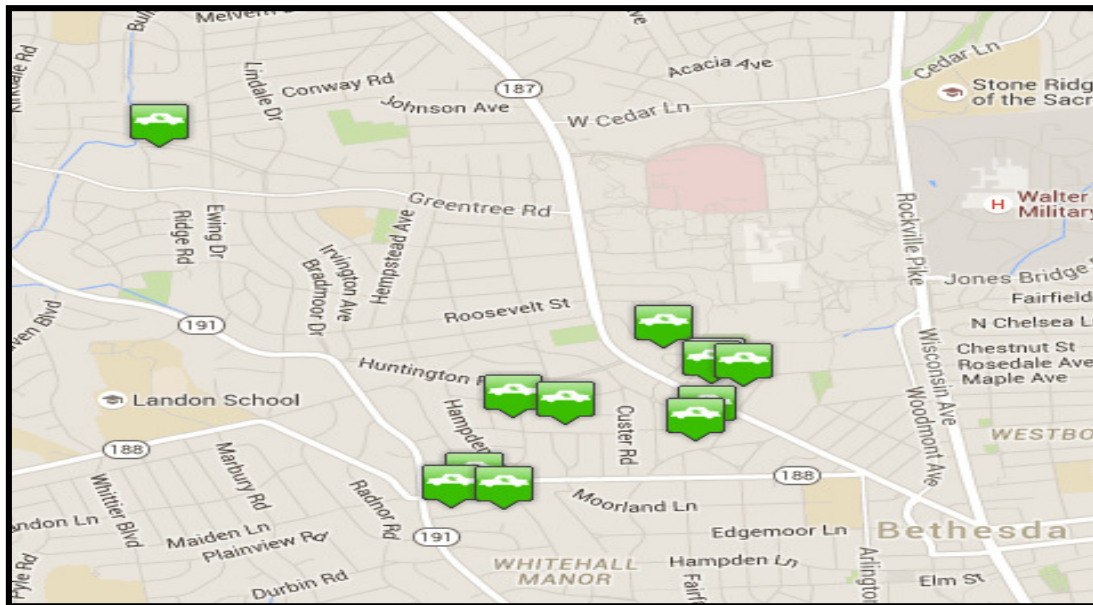 Melvern
Cedar Ln
Acacia Ave
Conway Rd
Lindale Dr
187
Stone Ridg
of the Sacr
Johnson Ave
W Cedar Ln
Greentree Rd
Walter
Military
H
Ridge Rd
Ewing Dr
Hempstead Ave
Irvington Ave
Bradmoor Dr
Rockville Pike
Jones Bridge
Fairfield
Roosevelt St
191
N Chelsea L
Chestnut St
Rosedale Ave
Maple Ave
Wisconsin Ave
Woodmont Ave
Huntington
Landon School
Hampden
Custer Rd
WESTBO
188
188
Marbury Rd
Whittier Blvd
Radnor Rd
Moorland Ln
Maiden Ln
Plainview Rd
191
Edgemoor Ln
Bethesda
WHITEHALL
MANOR
Hampden Ln
Arlington
Elm St
Durbin Rd
Pyle Rd
Fairf